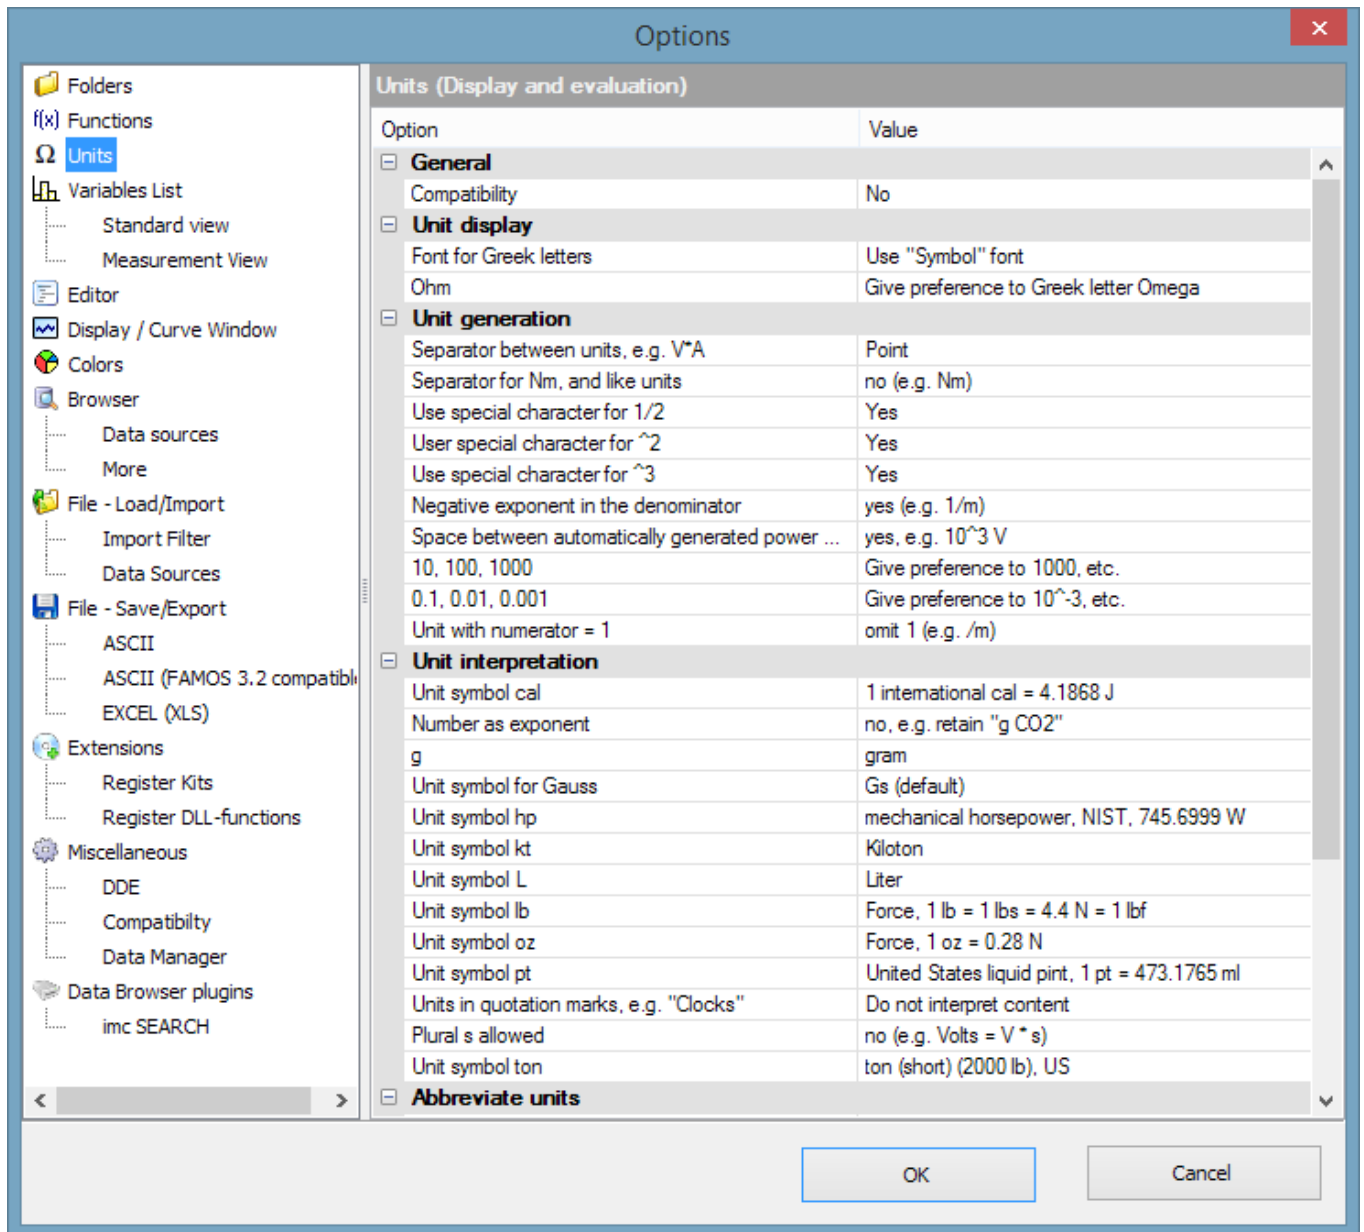 Options
Folders
f(x) Functions
Ω Units
Variables List
Standard view
Measurement View
Editor
Display / Curve Window
Colors
Browser
Data sources
More
File - Load/Import
Import Filter
Data Sources
File - Save/Export
ASCII
ASCII (FAMOS 3.2 compatibl
EXCEL (XLS)
Extensions
Register Kits
Register DLL-functions
Miscellaneous
DDE
Compatibilty
Data Manager
Data Browser plugins
imc SEARCH
Units (Display and evaluation)
Option Value
General
Compatibility No
Unit display
Font for Greek letters Use "Symbol" font
Ohm Give preference to Greek letter Omega
Unit generation
Separator between units, e.g. V*A Point
Separator for Nm, and like units no (e.g. Nm)
Use special character for 1/2 Yes
User special character for ^2 Yes
Use special character for ^3 Yes
Negative exponent in the denominator yes (e.g. 1/m)
Space between automatically generated power ... yes, e.g. 10^3 V
10, 100, 1000 Give preference to 1000, etc.
0.1, 0.01, 0.001 Give preference to 10^-3, etc.
Unit with numerator = 1 omit 1 (e.g. /m)
Unit interpretation
Unit symbol cal 1 international cal = 4.1868 J
Number as exponent no, e.g. retain "g CO2"
g gram
Unit symbol for Gauss Gs (default)
Unit symbol hp mechanical horsepower, NIST, 745.6999 W
Unit symbol kt Kiloton
Unit symbol L Liter
Unit symbol lb Force, 1 lb = 1 lbs = 4.4 N = 1 lbf
Unit symbol oz Force, 1 oz = 0.28 N
Unit symbol pt United States liquid pint, 1 pt = 473.1765 ml
Units in quotation marks, e.g. "Clocks" Do not interpret content
Plural s allowed no (e.g. Volts = V * s)
Unit symbol ton ton (short) (2000 lb), US
Abbreviate units
OK Cancel